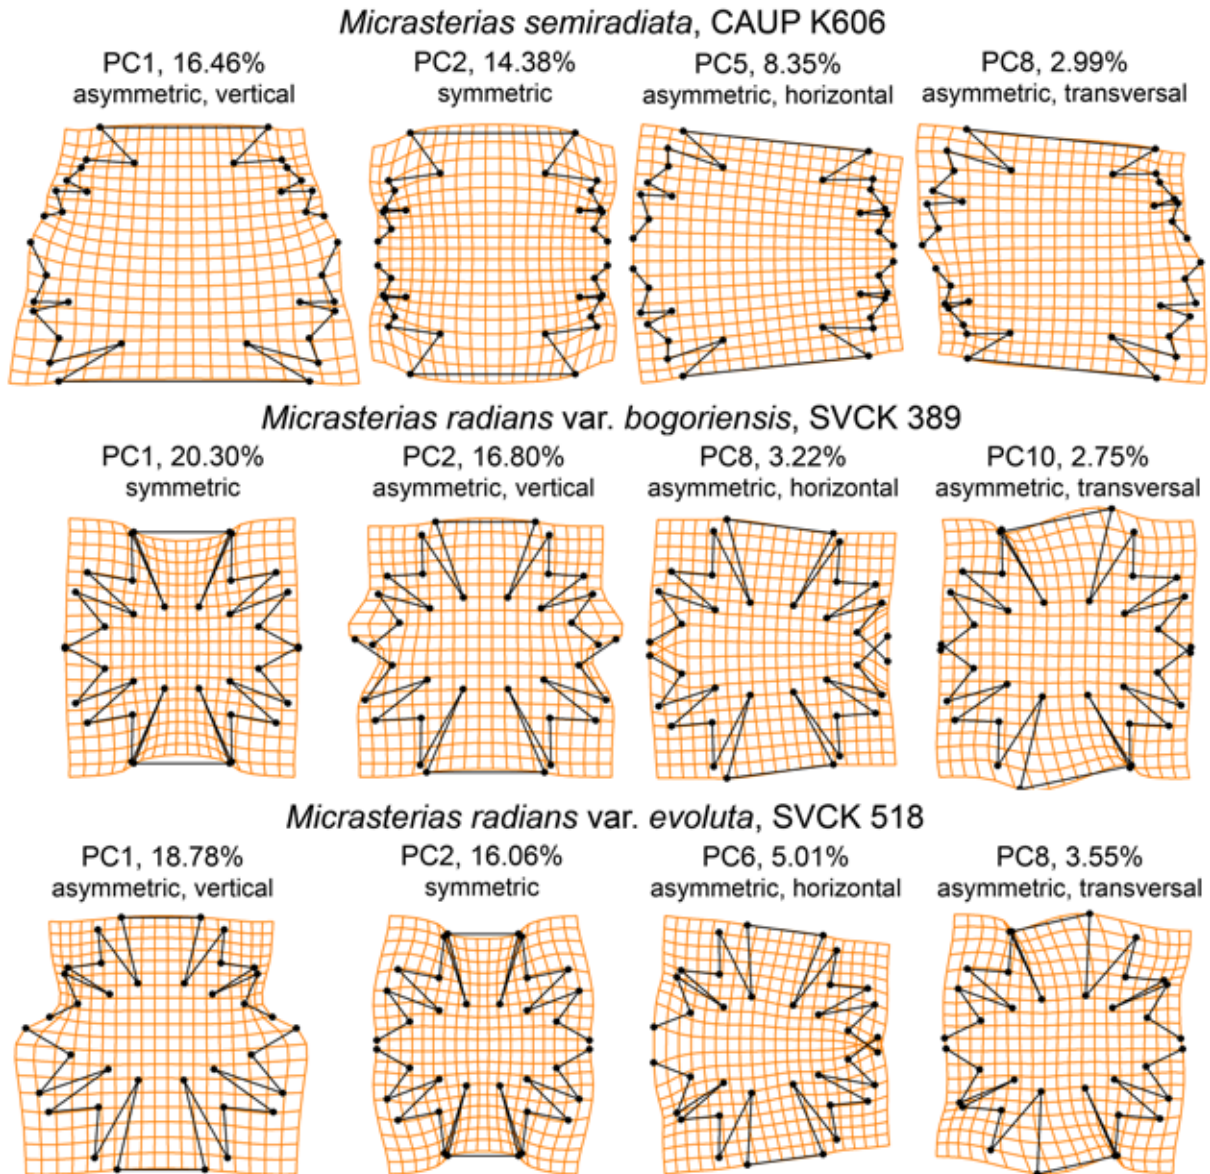 Micrasterias semiradiata, CAUP K606
PC1, 16.46%
asymmetric, vertical
PC2, 14.38%
symmetric
PC5, 8.35%
asymmetric, horizontal
PC8, 2.99%
asymmetric, transversal
Micrasterias radians var. bogoriensis, SVCK 389
PC1, 20.30%
symmetric
PC2, 16.80%
asymmetric, vertical
PC8, 3.22%
asymmetric, horizontal
PC10, 2.75%
asymmetric, transversal
Micrasterias radians var. evoluta, SVCK 518
PC1, 18.78%
asymmetric, vertical
PC2, 16.06%
symmetric
PC6, 5.01%
asymmetric, horizontal
PC8, 3.55%
asymmetric, transversal